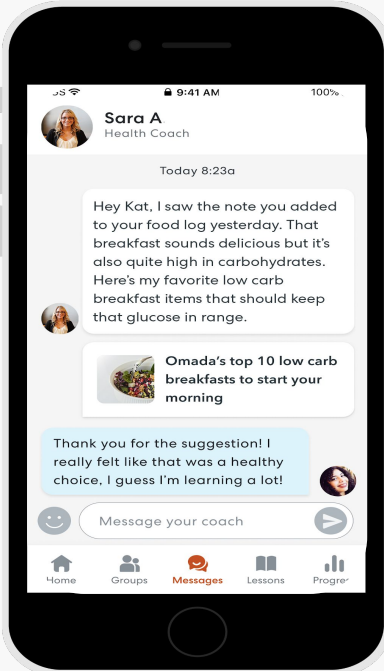 9:41 AM
100%
Sara A
Health Coach
Today 8:23a
Hey Kat, I saw the note you added
to your food log yesterday. That
breakfast sounds delicious but it’s
also quite high in carbohydrates.
Here’s my favorite low carb
breakfast items that should keep
that glucose in range.
Omada’s top 10 low carb
breakfasts to start your
morning
Thank you for the suggestion! I
really felt like that was a healthy
choice, I guess I’m learning a lot!
Message your coach
Home
Groups
Messages
Lessons